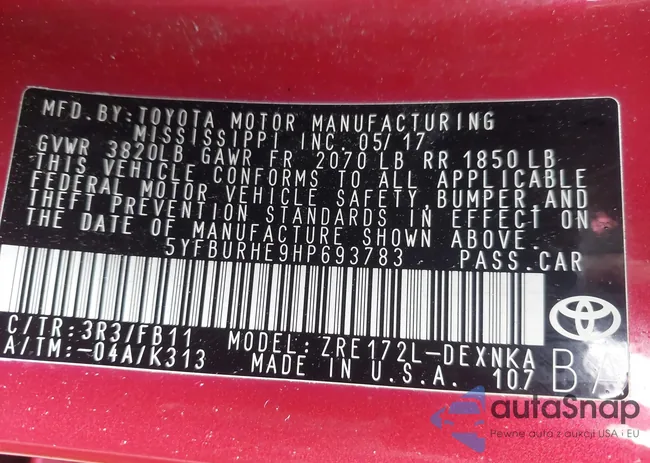 MFD.BY:TOYOTA MOTOR MANUFACTURING
MISSISSIPPI INC. 05/17
GVWR 3820LB GAWR FR 2070 LB RR 1850 LB
THIS VEHICLE CONFORMS TO ALL APPLICABLE
FEDERAL MOTOR VEHICLE SAFETY, BUMPER, AND
THEFT PREVENTION STANDARDS IN EFFECT ON
THE DATE OF MANUFACTURE SHOWN ABOVE.
5YFBURHE9HP693783 PASS.CAR
C/TR:3R3/FB11 MODEL:ZRE172L-DEXNKA
A/TM:-04A/K313 MADE IN U.S.A. 107 BA
autaSnap
Pewne auta z aukcji USA i EU